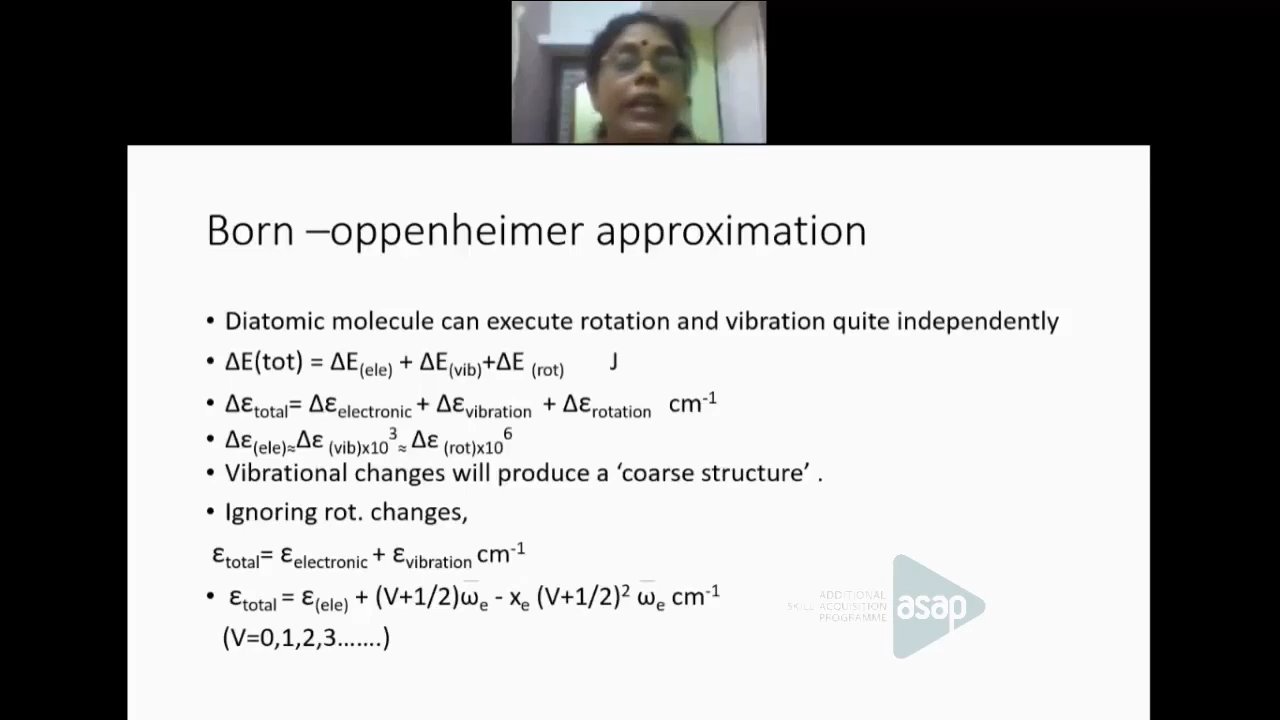 Born –oppenheimer approximation
• Diatomic molecule can execute rotation and vibration quite independently
• ΔE(tot) = ΔE(ele) + ΔE(vib)+ΔE (rot) J
• Δεtotal= Δεelectronic + Δεvibration + Δεrotation cm-1
• Δε(ele)≈Δε (vib)x10³≈ Δε (rot)x10⁶
• Vibrational changes will produce a ‘coarse structure’ .
• Ignoring rot. changes,
εtotal= εelectronic + εvibration cm-1
• εtotal = ε(ele) + (V+1/2)ω̅e - xe (V+1/2)² ω̅e cm-1
(V=0,1,2,3…….)
ADDITIONAL
SKILL ACQUISITION
PROGRAMME
asap